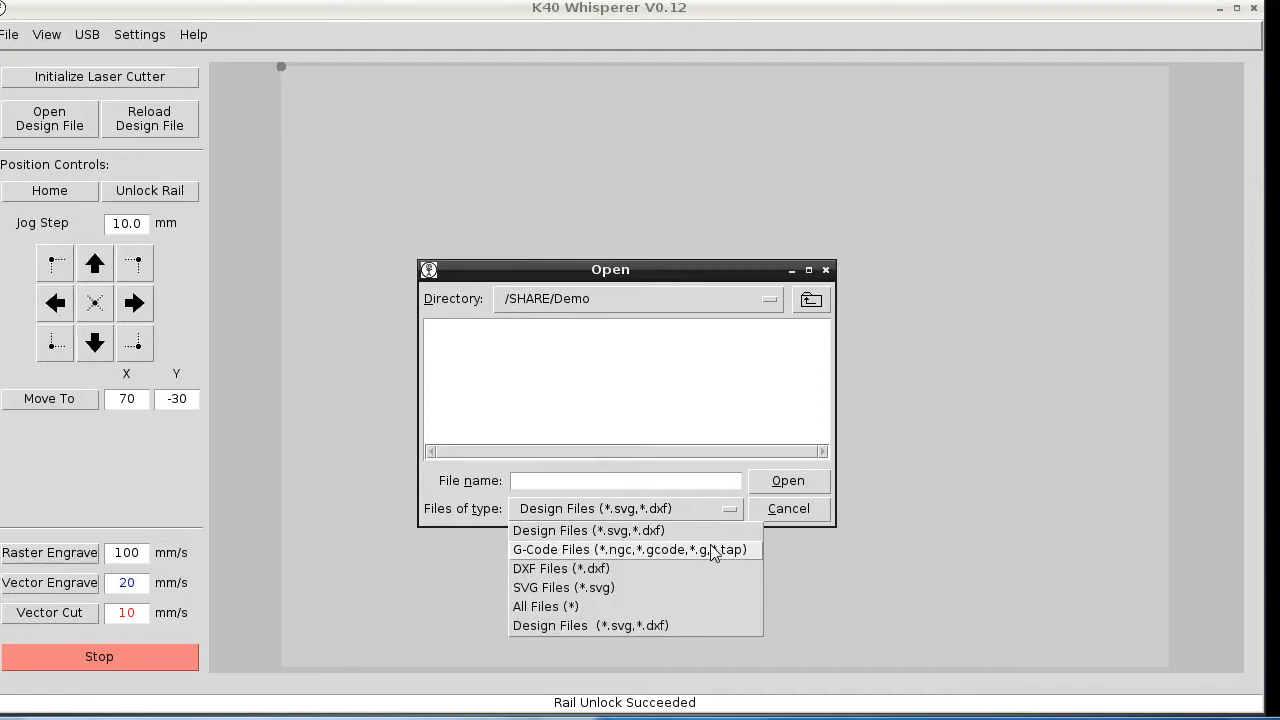 K40 Whisperer V0.12
File View USB Settings Help
Initialize Laser Cutter
Open
Design File
Reload
Design File
Position Controls:
Home
Unlock Rail
Jog Step 10.0 mm
X Y
Move To 70 -30
Raster Engrave 100 mm/s
Vector Engrave 20 mm/s
Vector Cut 10 mm/s
Stop
Open
Directory: /SHARE/Demo
File name:
Open
Files of type: Design Files (*.svg,*.dxf)
Cancel
Design Files (*.svg,*.dxf)
G-Code Files (*.ngc,*.gcode,*.g,*.tap)
DXF Files (*.dxf)
SVG Files (*.svg)
All Files (*)
Design Files (*.svg,*.dxf)
Rail Unlock Succeeded